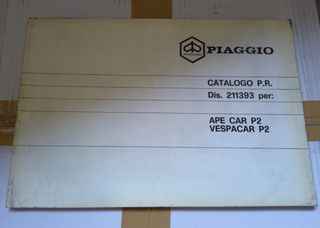 PIAGGIO
CATALOGO P.R.
Dis. 211393 per:
APE CAR P2
VESPACAR P2